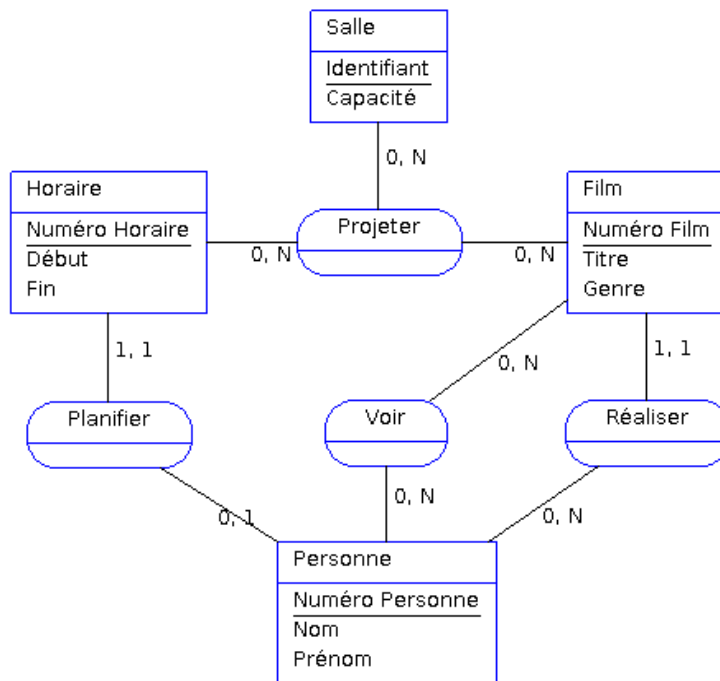 Salle
Identifiant
Capacité
0, N
Horaire
Numéro Horaire
Début
Fin
Projeter
Film
Numéro Film
Titre
Genre
0, N
0, N
1, 1
0, N
1, 1
Planifier
Voir
Réaliser
0, 1
0, N
0, N
Personne
Numéro Personne
Nom
Prénom